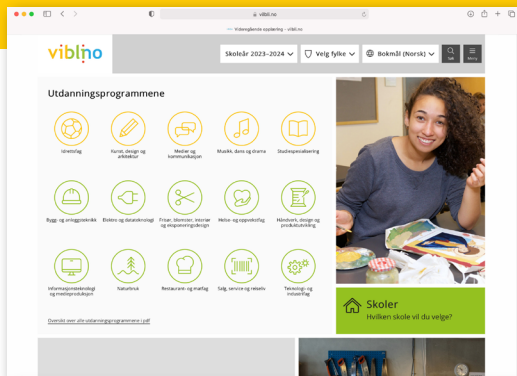 vilbli.no
Videregående opplæring – vilbli.no
viblino
Skoleår 2023–2024
Velg fylke
Bokmål (Norsk)
Søk
Meny
Utdanningsprogrammene
Idrettsfag
Kunst, design og
arkitektur
Medier og
kommunikasjon
Musikk, dans og drama
Studiespesialisering
Bygg- og anleggsteknikk
Elektro og datateknologi
Frisør, blomster, interiør
og eksponeringsdesign
Helse- og oppvekstfag
Håndverk, design og
produktutvikling
Informasjonsteknologi
og medieproduksjon
Naturbruk
Restaurant- og matfag
Salg, service og reiseliv
Teknologi- og
industrifag
Oversikt over alle utdanningsprogrammene i pdf
Skoler
Hvilken skole vil du velge?